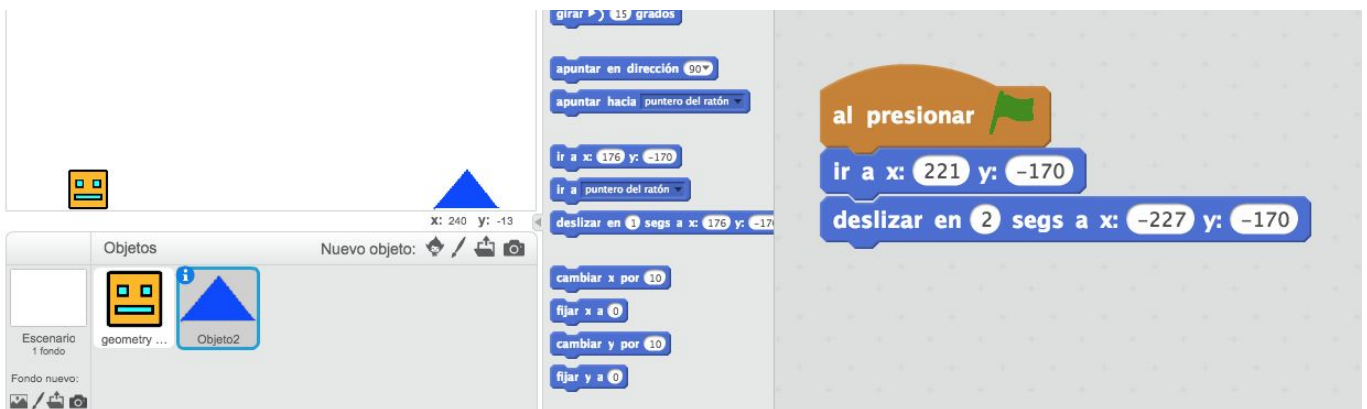 girar 15 grados
apuntar en dirección 90
apuntar hacia puntero del ratón
ir a x: 176 y: -170
ir a puntero del ratón
deslizar en 1 segs a x: 176 y: -17
cambiar x por 10
fijar x a 0
cambiar y por 10
fijar y a 0
al presionar
ir a x: 221 y: -170
deslizar en 2 segs a x: -227 y: -170
x: 240 y: -13
Objetos
Nuevo objeto:
Escenario
1 fondo
Fondo nuevo:
geometry ...
Objeto2